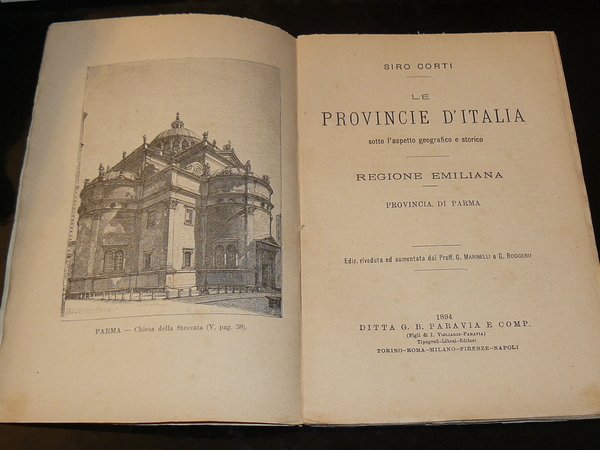 PARMA — Chiesa della Steccata (V. pag. 38).
SIRO CORTI
LE
PROVINCIE D'ITALIA
sotto l'aspetto geografico e storico
REGIONE EMILIANA
PROVINCIA DI PARMA
Ediz. riveduta ed aumentata dai Proff. G. MARINELLI e G. ROGGERO
1894
DITTA G. B. PARAVIA E COMP.
(Figli di I. VIGLIARDI-PARAVIA)
Tipografi-Librai-Editori
TORINO-ROMA-MILANO-FIRENZE-NAPOLI